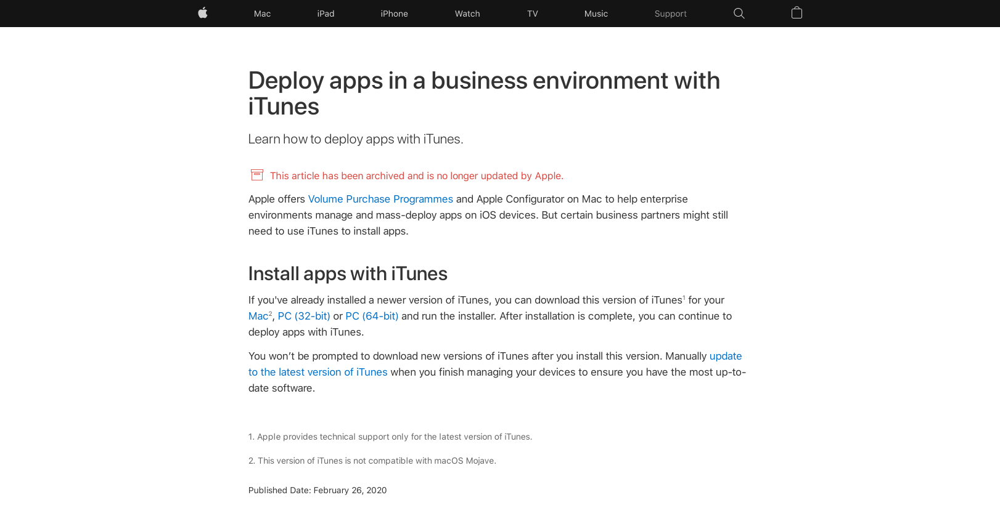 Mac iPad iPhone Watch TV Music Support
Deploy apps in a business environment with
iTunes
Learn how to deploy apps with iTunes.
This article has been archived and is no longer updated by Apple.
Apple offers Volume Purchase Programmes and Apple Configurator on Mac to help enterprise
environments manage and mass-deploy apps on iOS devices. But certain business partners might still
need to use iTunes to install apps.
Install apps with iTunes
If you've already installed a newer version of iTunes, you can download this version of iTunes¹ for your
Mac², PC (32-bit) or PC (64-bit) and run the installer. After installation is complete, you can continue to
deploy apps with iTunes.
You won’t be prompted to download new versions of iTunes after you install this version. Manually update
to the latest version of iTunes when you finish managing your devices to ensure you have the most up-to-
date software.
1. Apple provides technical support only for the latest version of iTunes.
2. This version of iTunes is not compatible with macOS Mojave.
Published Date: February 26, 2020